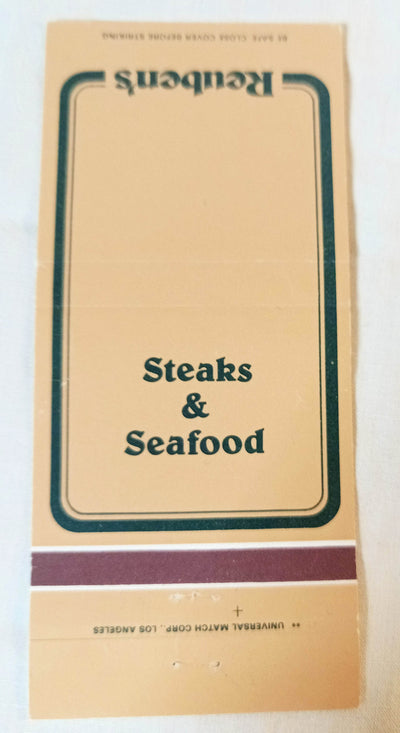 BE SAFE CLOSE COVER BEFORE STRIKING
Reuben's
Steaks
&
Seafood
•• UNIVERSAL MATCH CORP., LOS ANGELES